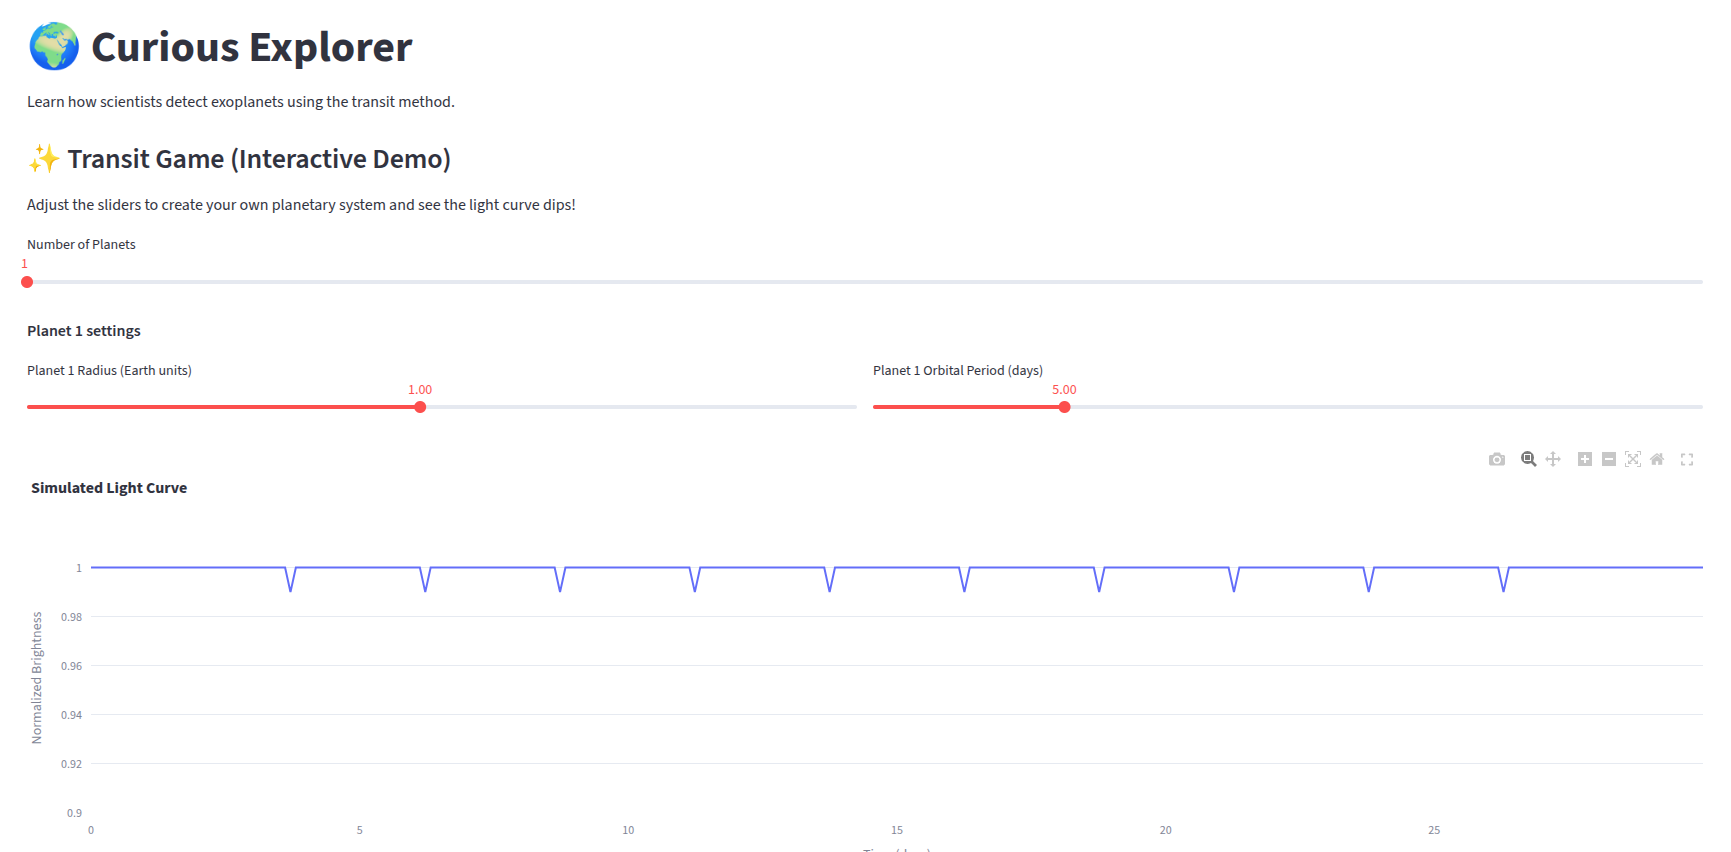 Curious Explorer
Learn how scientists detect exoplanets using the transit method.
Transit Game (Interactive Demo)
Adjust the sliders to create your own planetary system and see the light curve dips!
Number of Planets
1
Planet 1 settings
Planet 1 Radius (Earth units)
1.00
Planet 1 Orbital Period (days)
5.00
Simulated Light Curve
Normalized Brightness
1
0.98
0.96
0.94
0.92
0.9
0 5 10 15 20 25